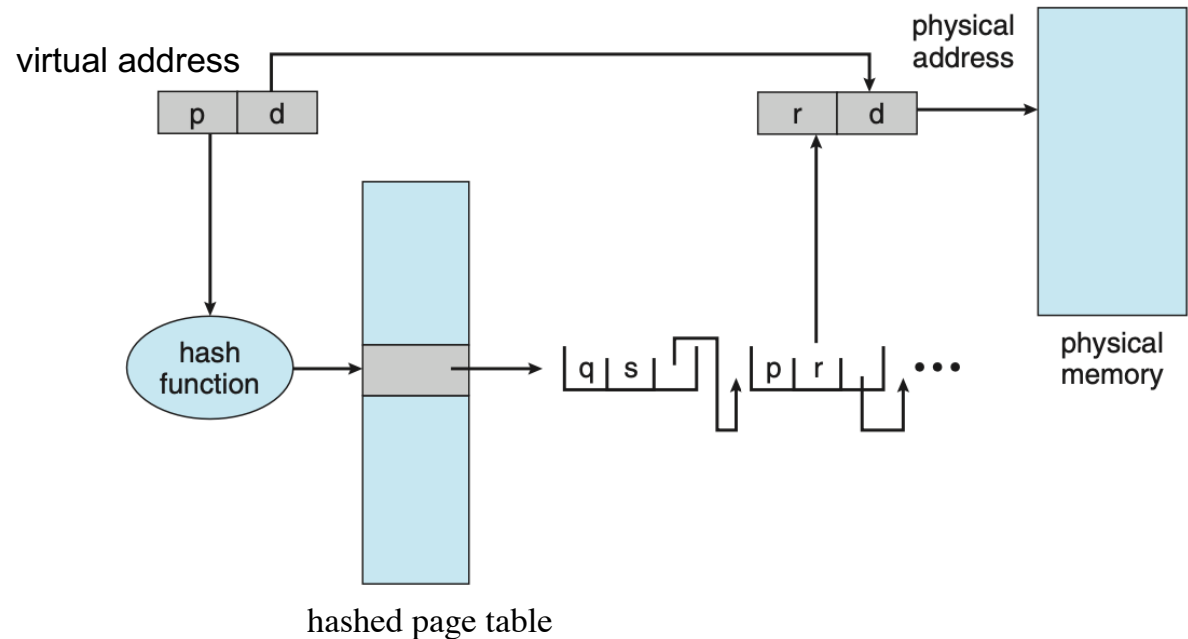 virtual address
p d
physical
address
r d
hash
function
q s
p r
•••
physical
memory
hashed page table